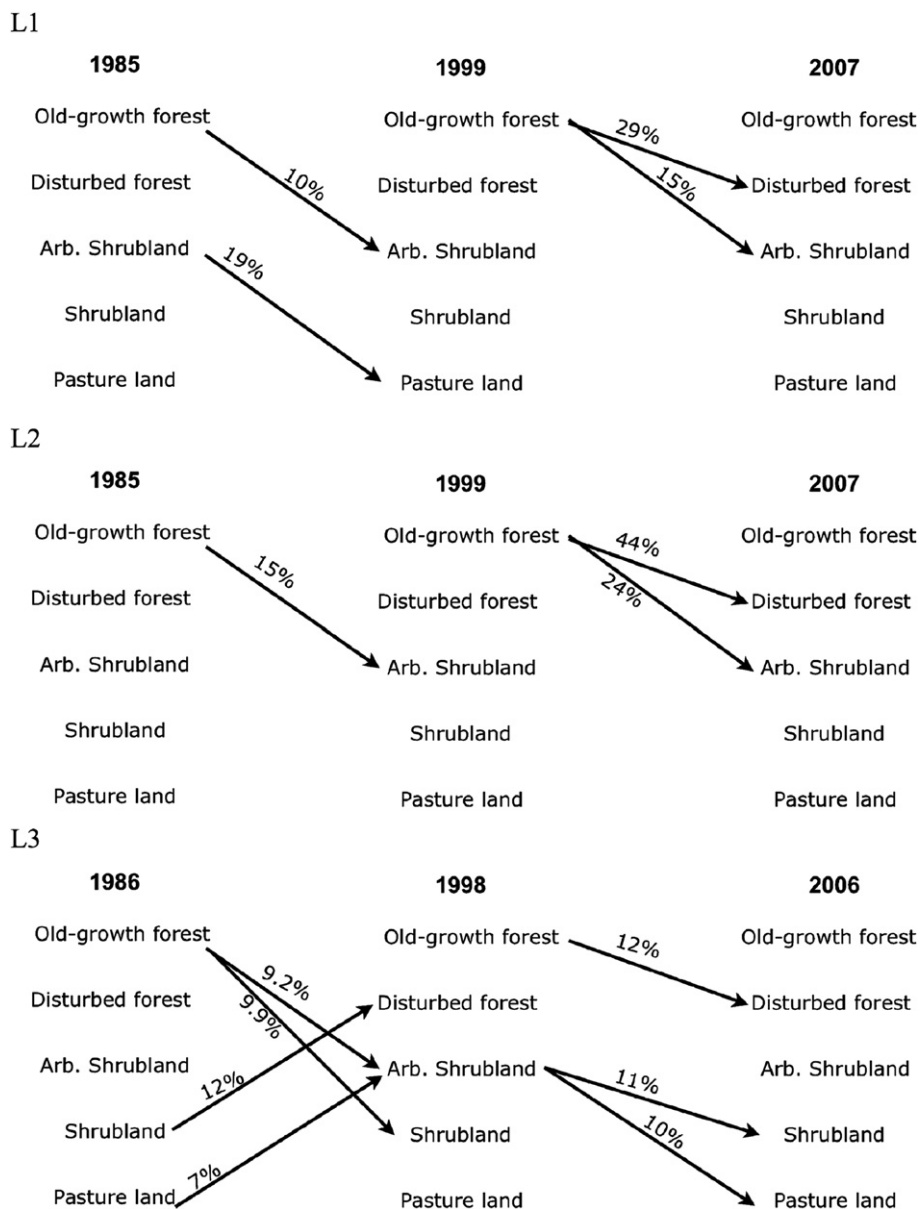 L1
1985 1999 2007
Old-growth forest Old-growth forest 29% Old-growth forest
Disturbed forest 10% Disturbed forest 15% Disturbed forest
Arb. Shrubland 19% Arb. Shrubland Arb. Shrubland
Shrubland Shrubland Shrubland
Pasture land Pasture land Pasture land
L2
1985 1999 2007
Old-growth forest Old-growth forest 44% Old-growth forest
15% 24%
Disturbed forest Disturbed forest Disturbed forest
Arb. Shrubland Arb. Shrubland Arb. Shrubland
Shrubland Shrubland Shrubland
Pasture land Pasture land Pasture land
L3
1986 1998 2006
Old-growth forest Old-growth forest 12% Old-growth forest
9.2%
Disturbed forest 9.9% Disturbed forest Disturbed forest
Arb. Shrubland 12% Arb. Shrubland 11% Arb. Shrubland
Shrubland Shrubland 10% Shrubland
Pasture land 7% Pasture land Pasture land